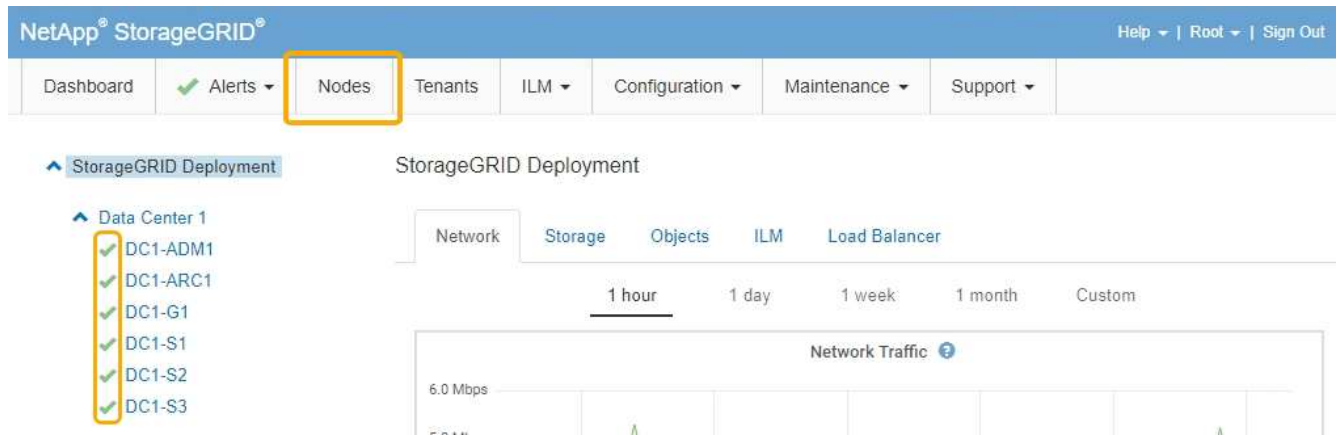 NetApp® StorageGRID®
Help | Root | Sign Out
Dashboard Alerts Nodes Tenants ILM Configuration Maintenance Support
StorageGRID Deployment
StorageGRID Deployment
Data Center 1
Network Storage Objects ILM Load Balancer
DC1-ADM1
DC1-ARC1
1 hour 1 day 1 week 1 month Custom
DC1-G1
DC1-S1
Network Traffic
DC1-S2
6.0 Mbps
DC1-S3